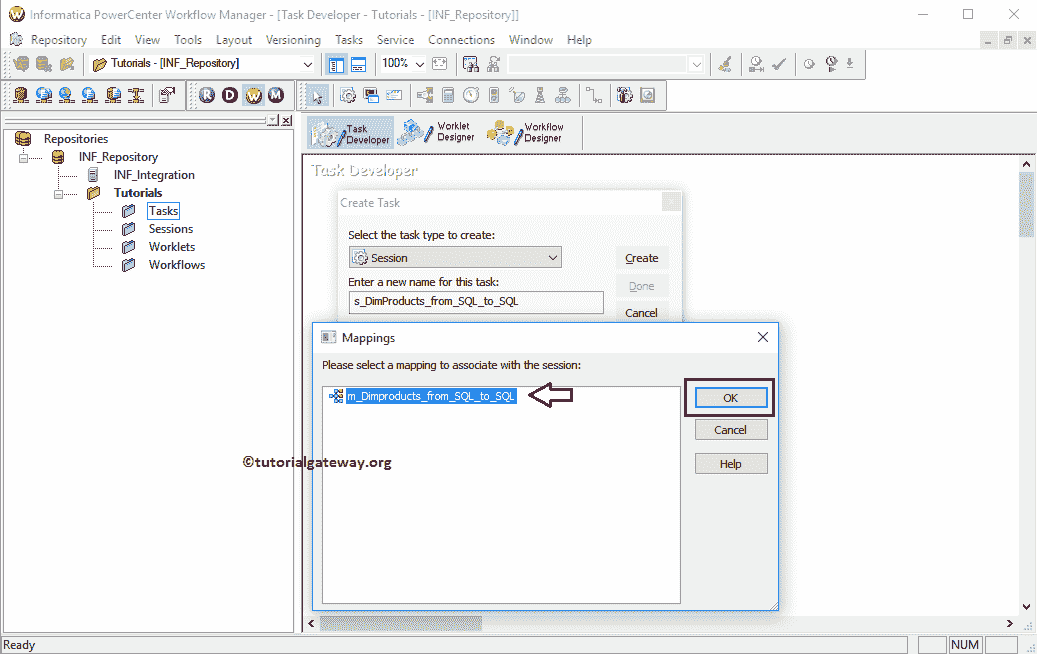 Informatica PowerCenter Workflow Manager - [Task Developer - Tutorials - [INF_Repository]]
Repository Edit View Tools Layout Versioning Tasks Service Connections Window Help
Tutorials - [INF_Repository]
100%
R D W M
Repositories
INF_Repository
INF_Integration
Tutorials
Tasks
Sessions
Worklets
Workflows
Task Developer
Worklet Designer
Workflow Designer
Task Developer
Create Task
Select the task type to create:
Session
Create
Enter a new name for this task:
Done
s_DimProducts_from_SQL_to_SQL
Cancel
Mappings
Please select a mapping to associate with the session:
m_Dimproducts_from_SQL_to_SQL
OK
Cancel
Help
©tutorialgateway.org
Ready
NUM